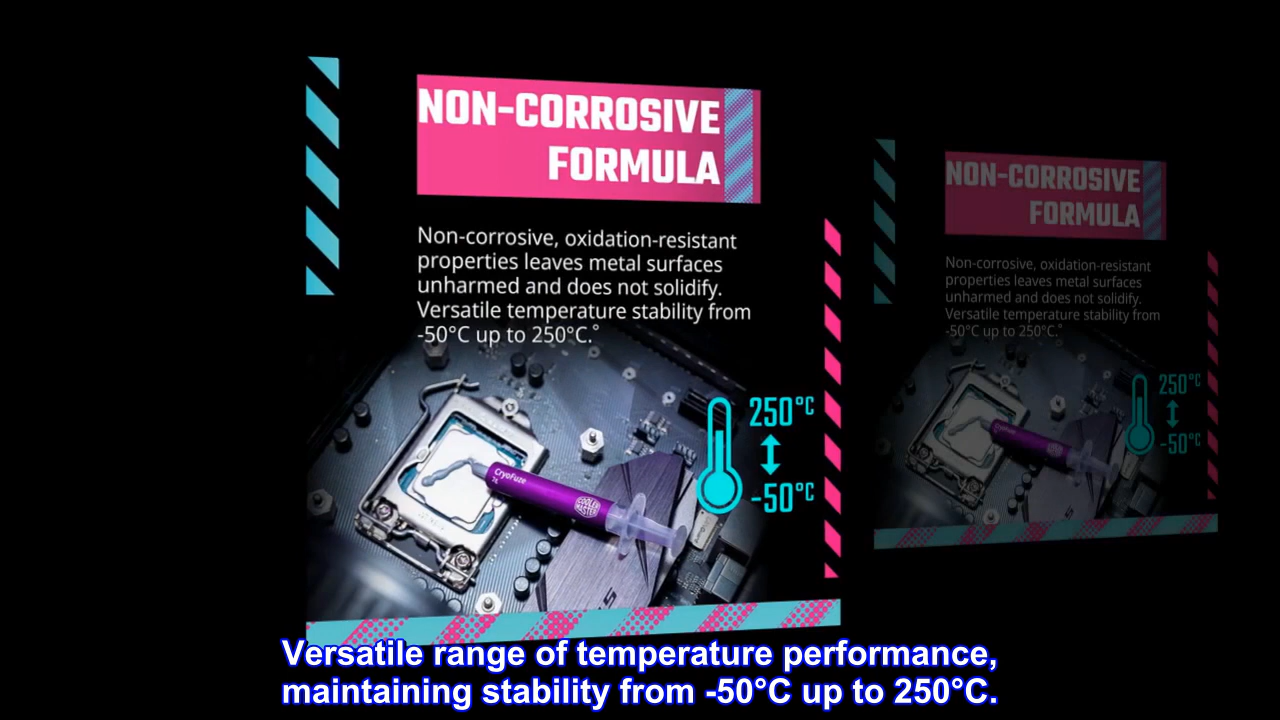 NON-CORROSIVE
FORMULA
Non-corrosive, oxidation-resistant
properties leaves metal surfaces
unharmed and does not solidify.
Versatile temperature stability from
-50°C up to 250°C.°
250°C
-50°C
CryoFuze
COOLER
MASTER
NON-CORROSIVE
FORMULA
Non-corrosive, oxidation-resistant
properties leaves metal surfaces
unharmed and does not solidify.
Versatile temperature stability from
-50°C up to 250°C.°
250°C
-50°C
Versatile range of temperature performance,
maintaining stability from -50°C up to 250°C.